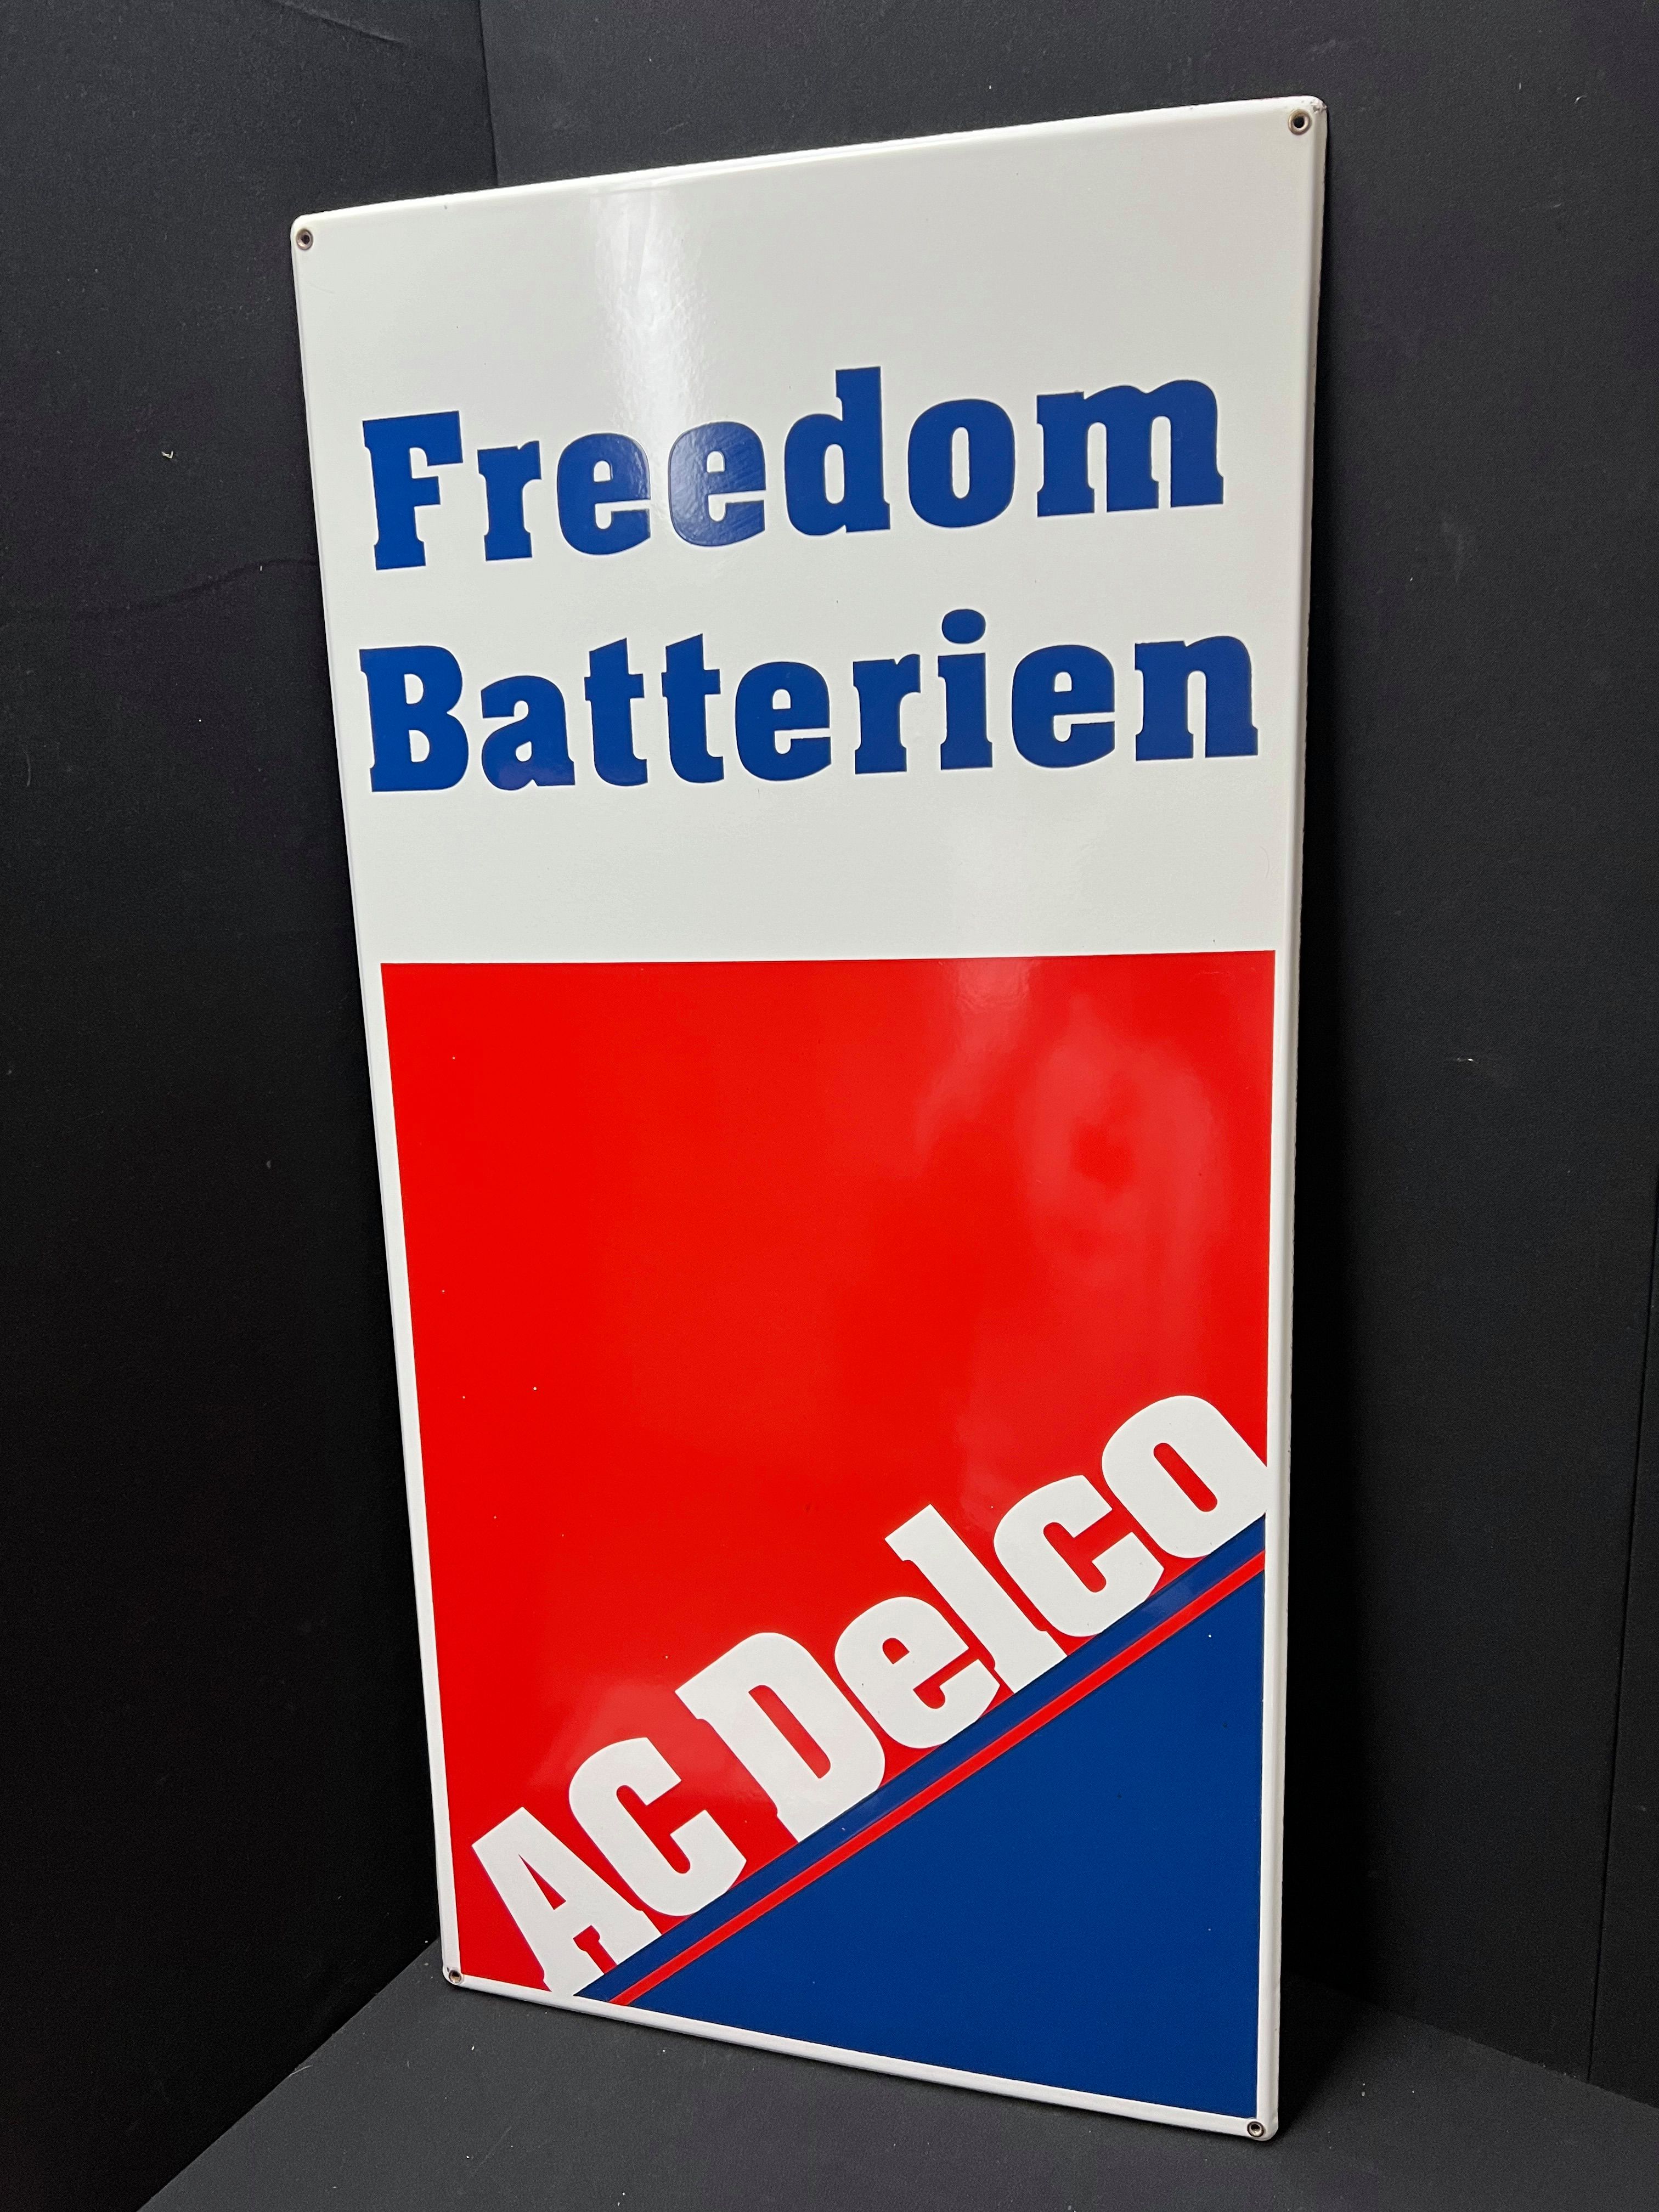 Freedom
Batterien
AC Delco